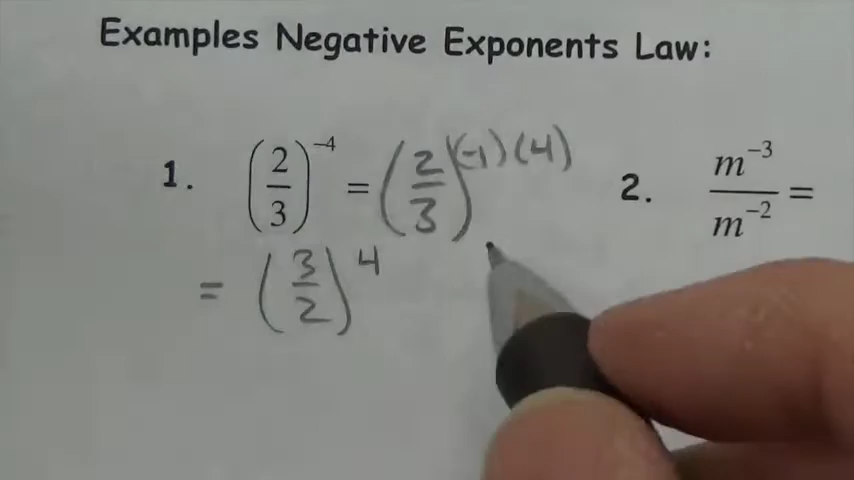 Examples Negative Exponents Law:
1. (2/3)^-4 = (2/3)^(-1)(4)
= (3/2)^4
2. m^-3/m^-2 =